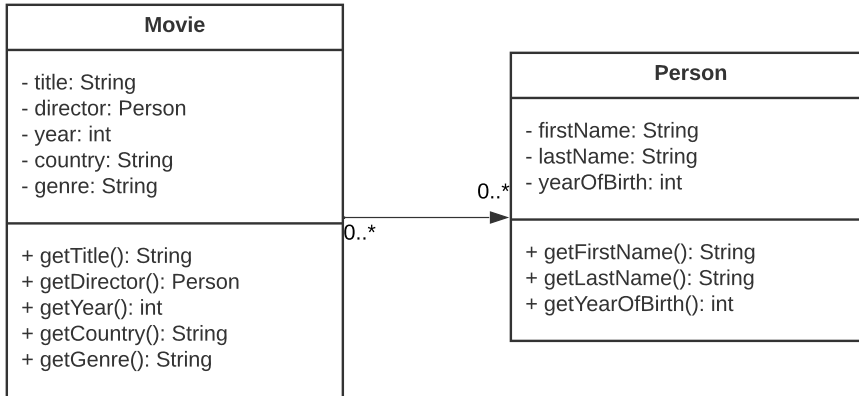 Movie
- title: String
- director: Person
- year: int
- country: String
- genre: String
+ getTitle(): String
+ getDirector(): Person
+ getYear(): int
+ getCountry(): String
+ getGenre(): String
0..*
0..*
Person
- firstName: String
- lastName: String
- yearOfBirth: int
+ getFirstName(): String
+ getLastName(): String
+ getYearOfBirth(): int